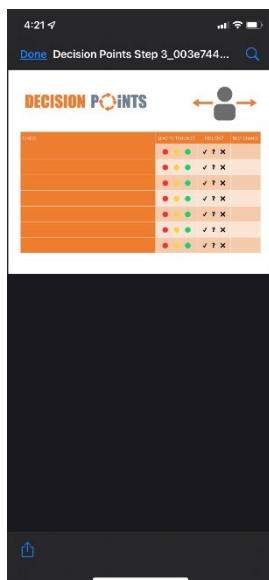 4:21
Done Decision Points Step 3_003e744...
DECISION POiNTS
✓ ? ✗
✓ ? ✗
✓ ? ✗
✓ ? ✗
✓ ? ✗
✓ ? ✗
✓ ? ✗